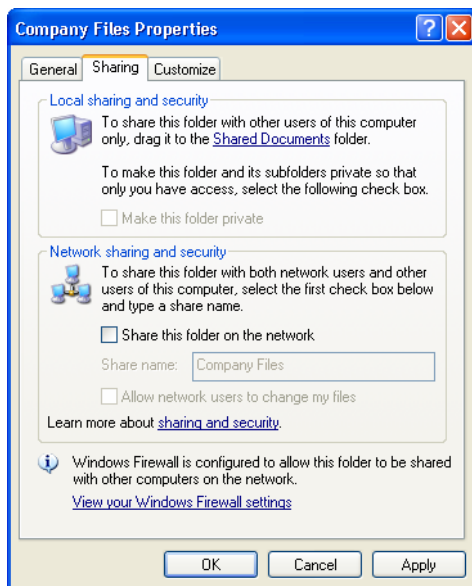 Company Files Properties
General Sharing Customize
Local sharing and security
To share this folder with other users of this computer
only, drag it to the Shared Documents folder.
To make this folder and its subfolders private so that
only you have access, select the following check box.
Make this folder private
Network sharing and security
To share this folder with both network users and other
users of this computer, select the first check box below
and type a share name.
Share this folder on the network
Share name: Company Files
Allow network users to change my files
Learn more about sharing and security.
Windows Firewall is configured to allow this folder to be shared
with other computers on the network.
View your Windows Firewall settings
OK Cancel Apply